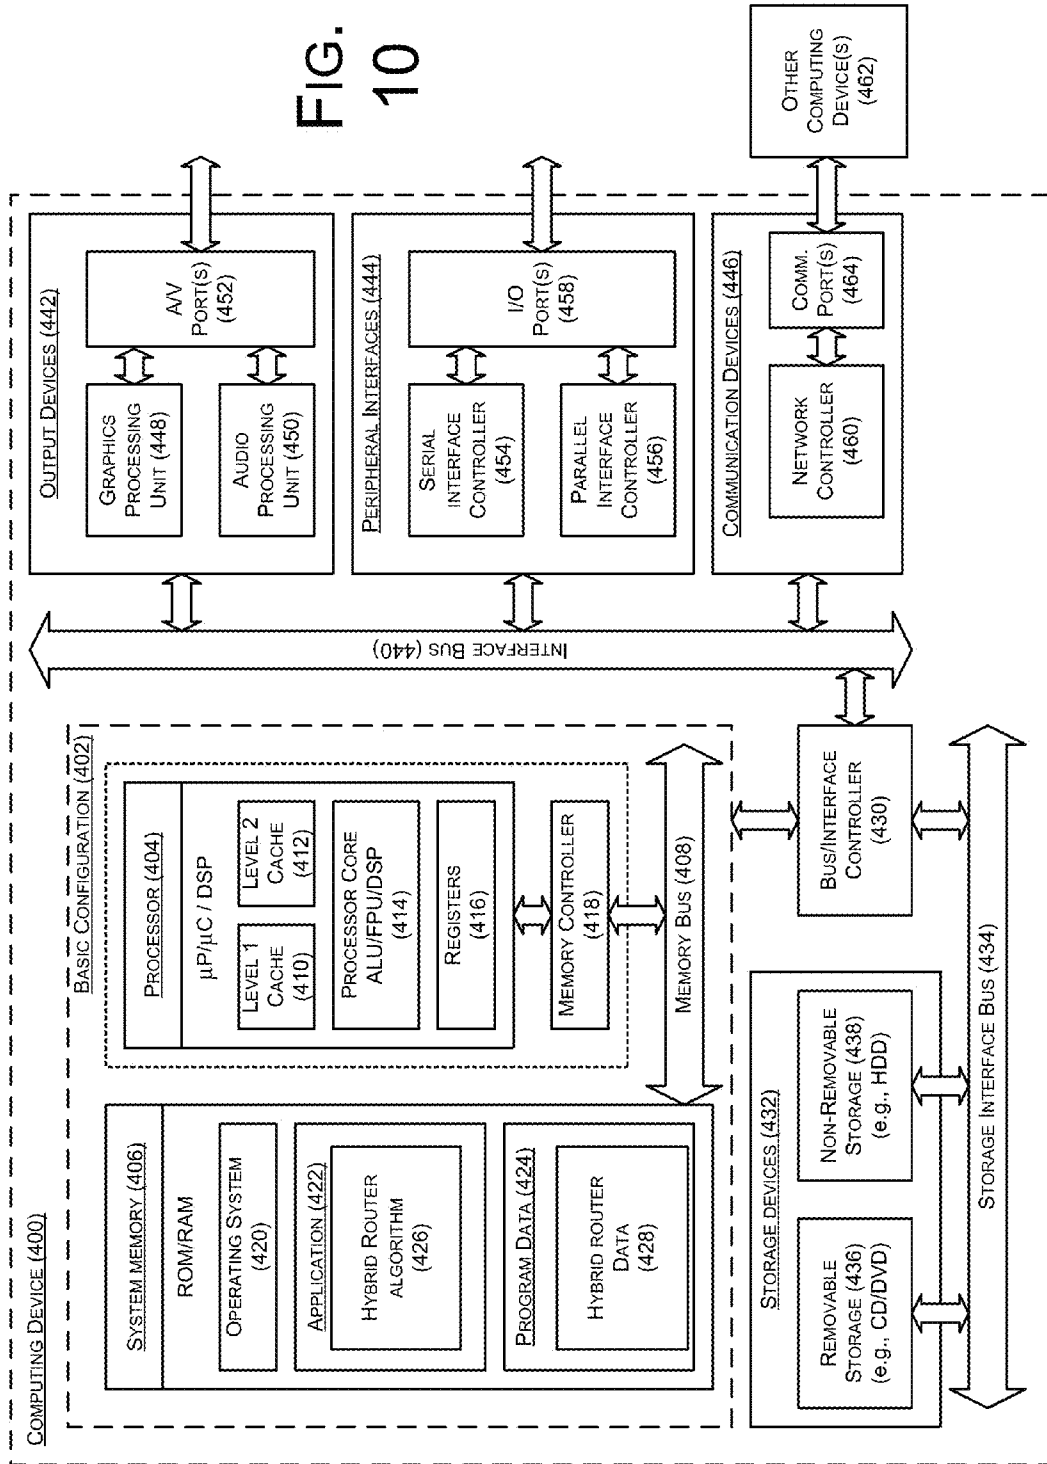 COMPUTING DEVICE (400)
BASIC CONFIGURATION (402)
SYSTEM MEMORY (406)
ROM/RAM
OPERATING SYSTEM
(420)
APPLICATION (422)
HYBRID ROUTER
ALGORITHM
(426)
PROGRAM DATA (424)
HYBRID ROUTER
DATA
(428)
PROCESSOR (404)
µP/µC / DSP
LEVEL 1
CACHE
(410)
LEVEL 2
CACHE
(412)
PROCESSOR CORE
ALU/FPU/DSP
(414)
REGISTERS
(416)
MEMORY CONTROLLER
(418)
MEMORY BUS (408)
STORAGE DEVICES (432)
REMOVABLE
STORAGE (436)
(e.g., CD/DVD)
NON-REMOVABLE
STORAGE (438)
(e.g., HDD)
BUS/INTERFACE
CONTROLLER
(430)
STORAGE INTERFACE BUS (434)
INTERFACE BUS (440)
OUTPUT DEVICES (442)
GRAPHICS
PROCESSING
UNIT (448)
AUDIO
PROCESSING
UNIT (450)
A/V
PORT(S)
(452)
PERIPHERAL INTERFACES (444)
SERIAL
INTERFACE
CONTROLLER
(454)
PARALLEL
INTERFACE
CONTROLLER
(456)
I/O
PORT(S)
(458)
COMMUNICATION DEVICES (446)
NETWORK
CONTROLLER
(460)
COMM.
PORT(S)
(464)
OTHER
COMPUTING
DEVICE(S)
(462)
FIG.
10